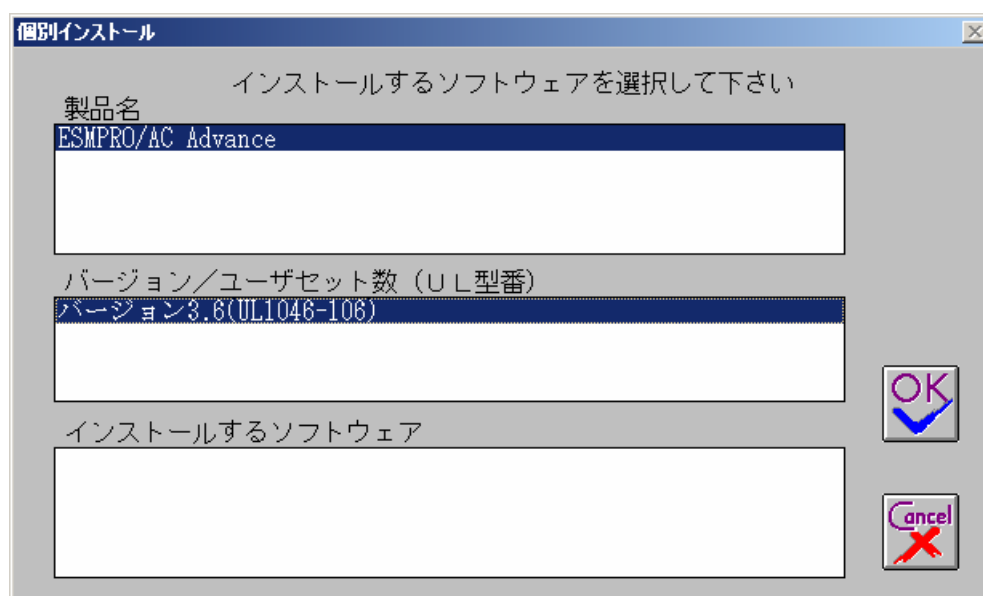 個別インストール
インストールするソフトウェアを選択して下さい
製品名
ESMPRO/AC Advance
バージョン／ユーザセット数（ＵＬ型番）
バージョン3.6(UL1046-106)
インストールするソフトウェア
OK
Cancel